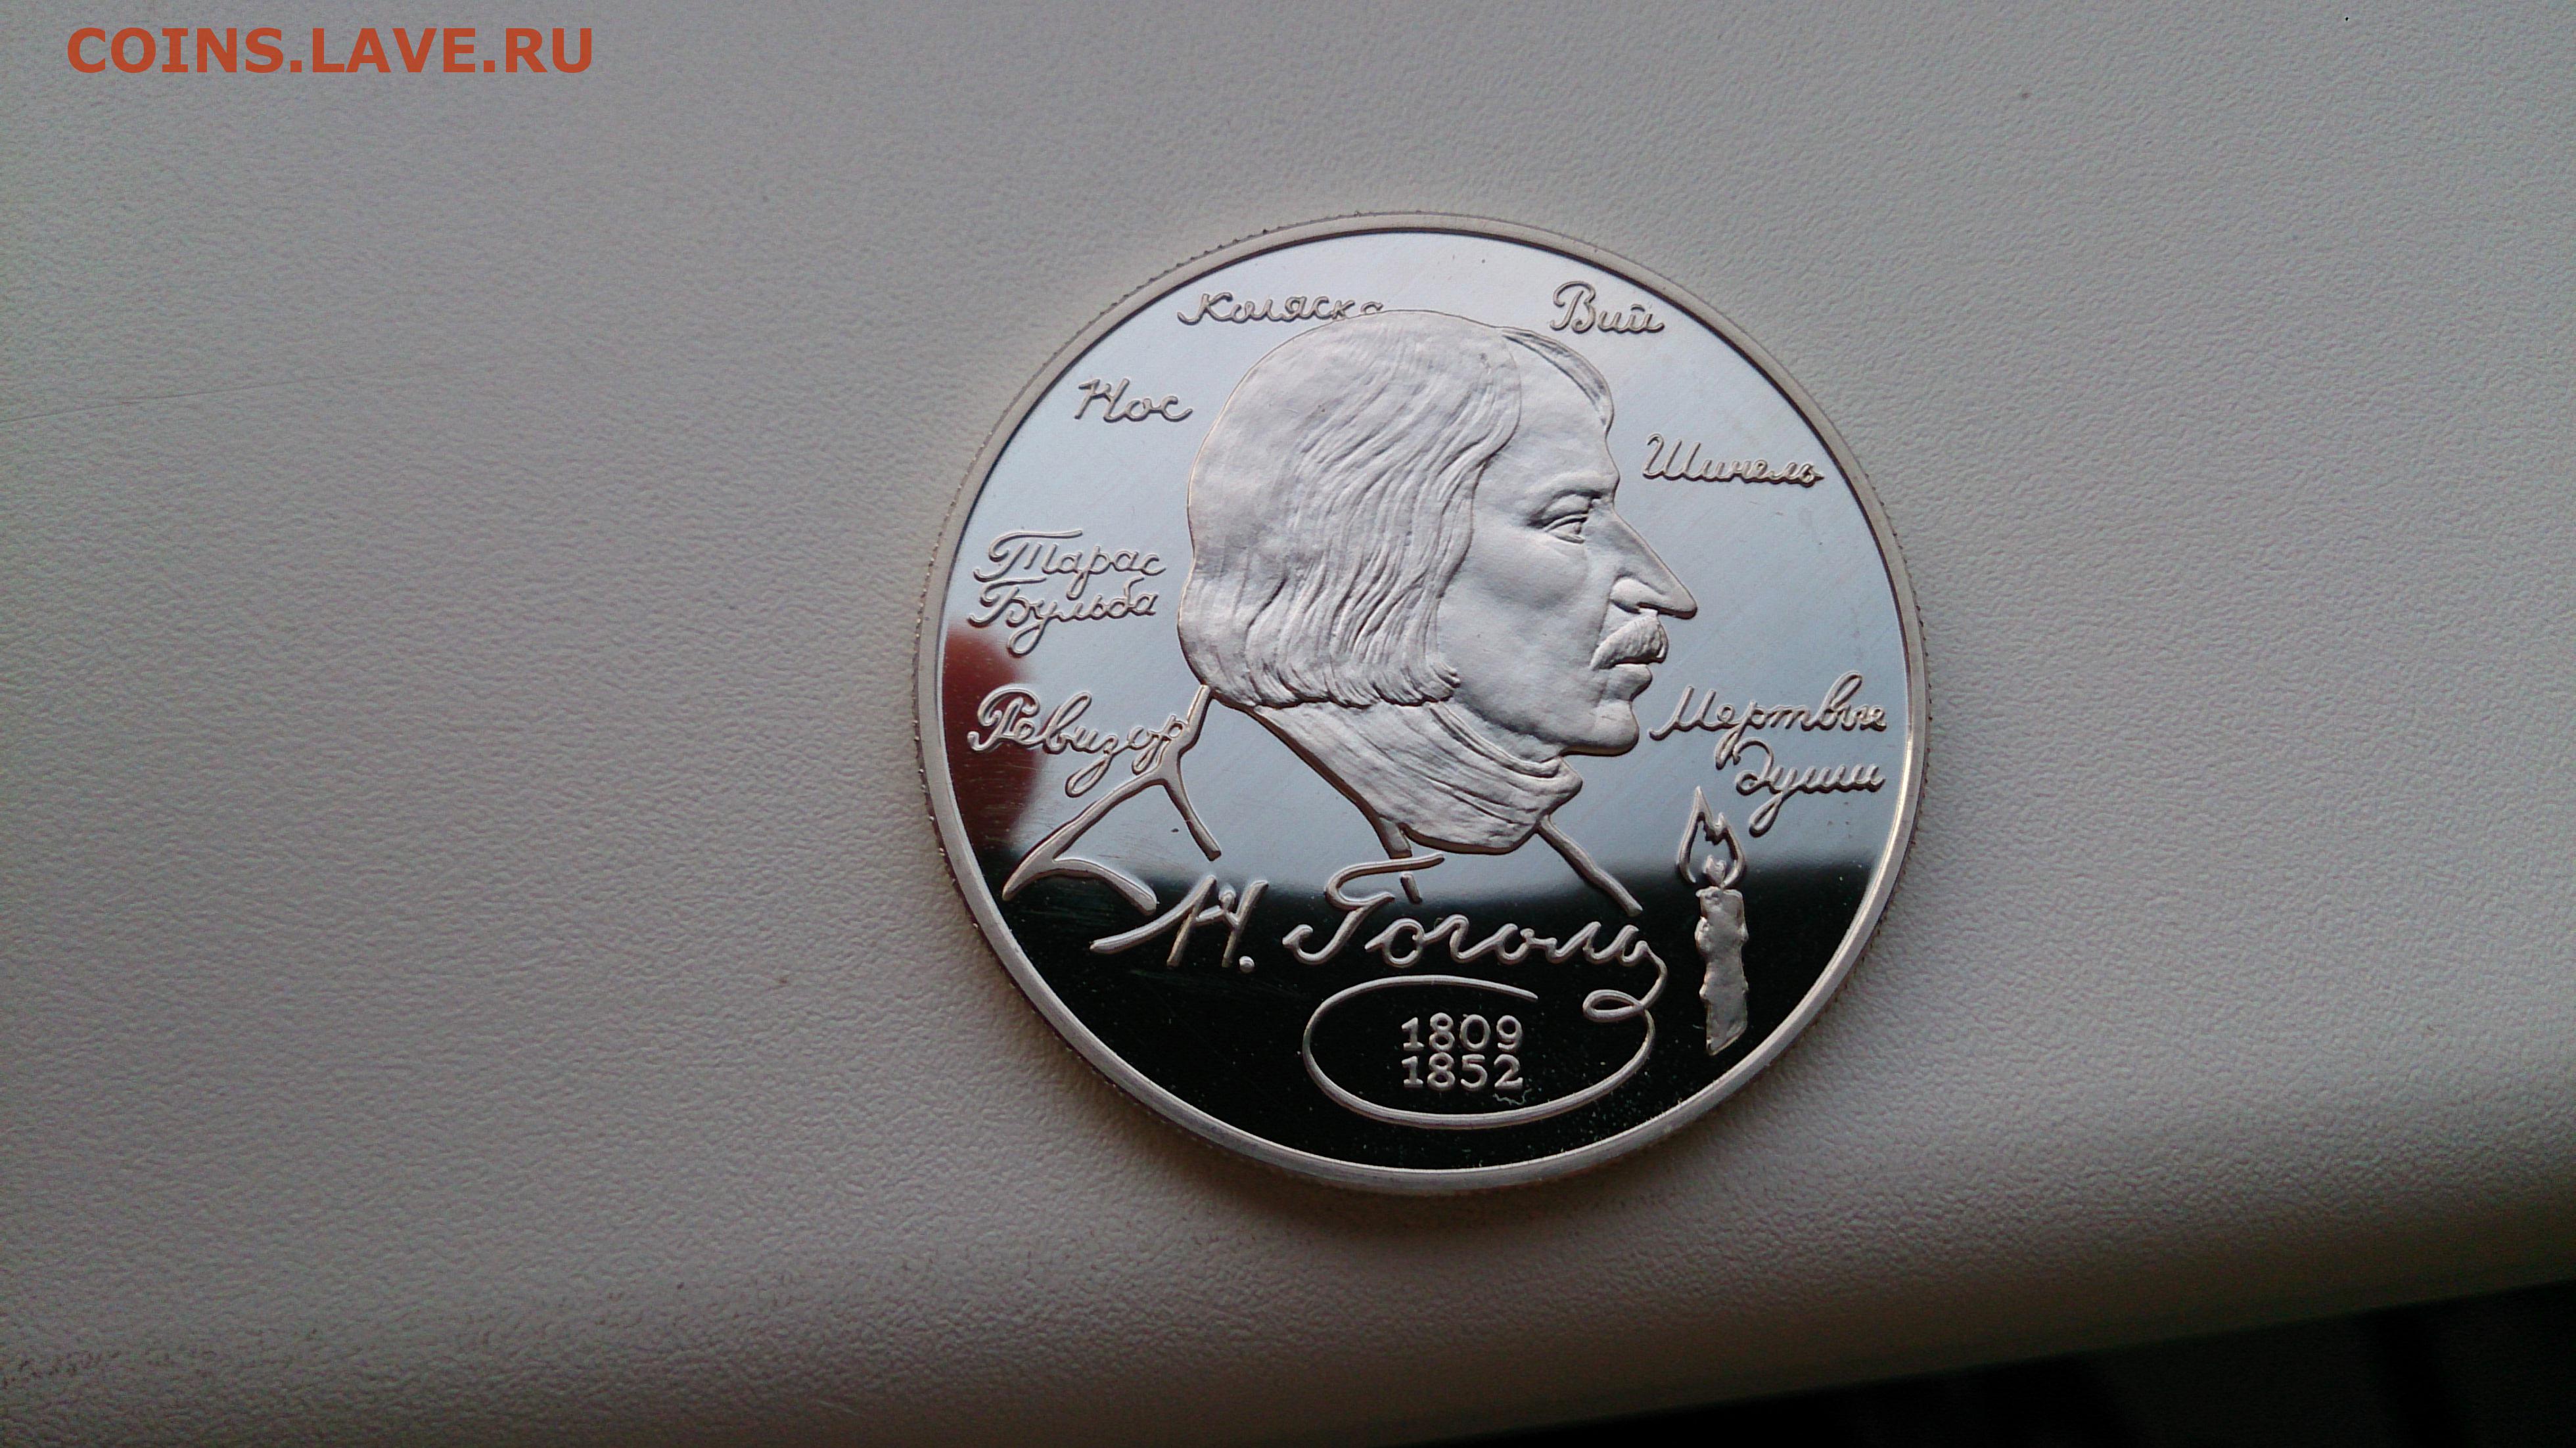 COINS.LAVE.RU
Коляска
Вий
Нос
Шинель
Тарас
Бульба
Ревизор
Мертвые
души
Н. Гоголь
1809
1852